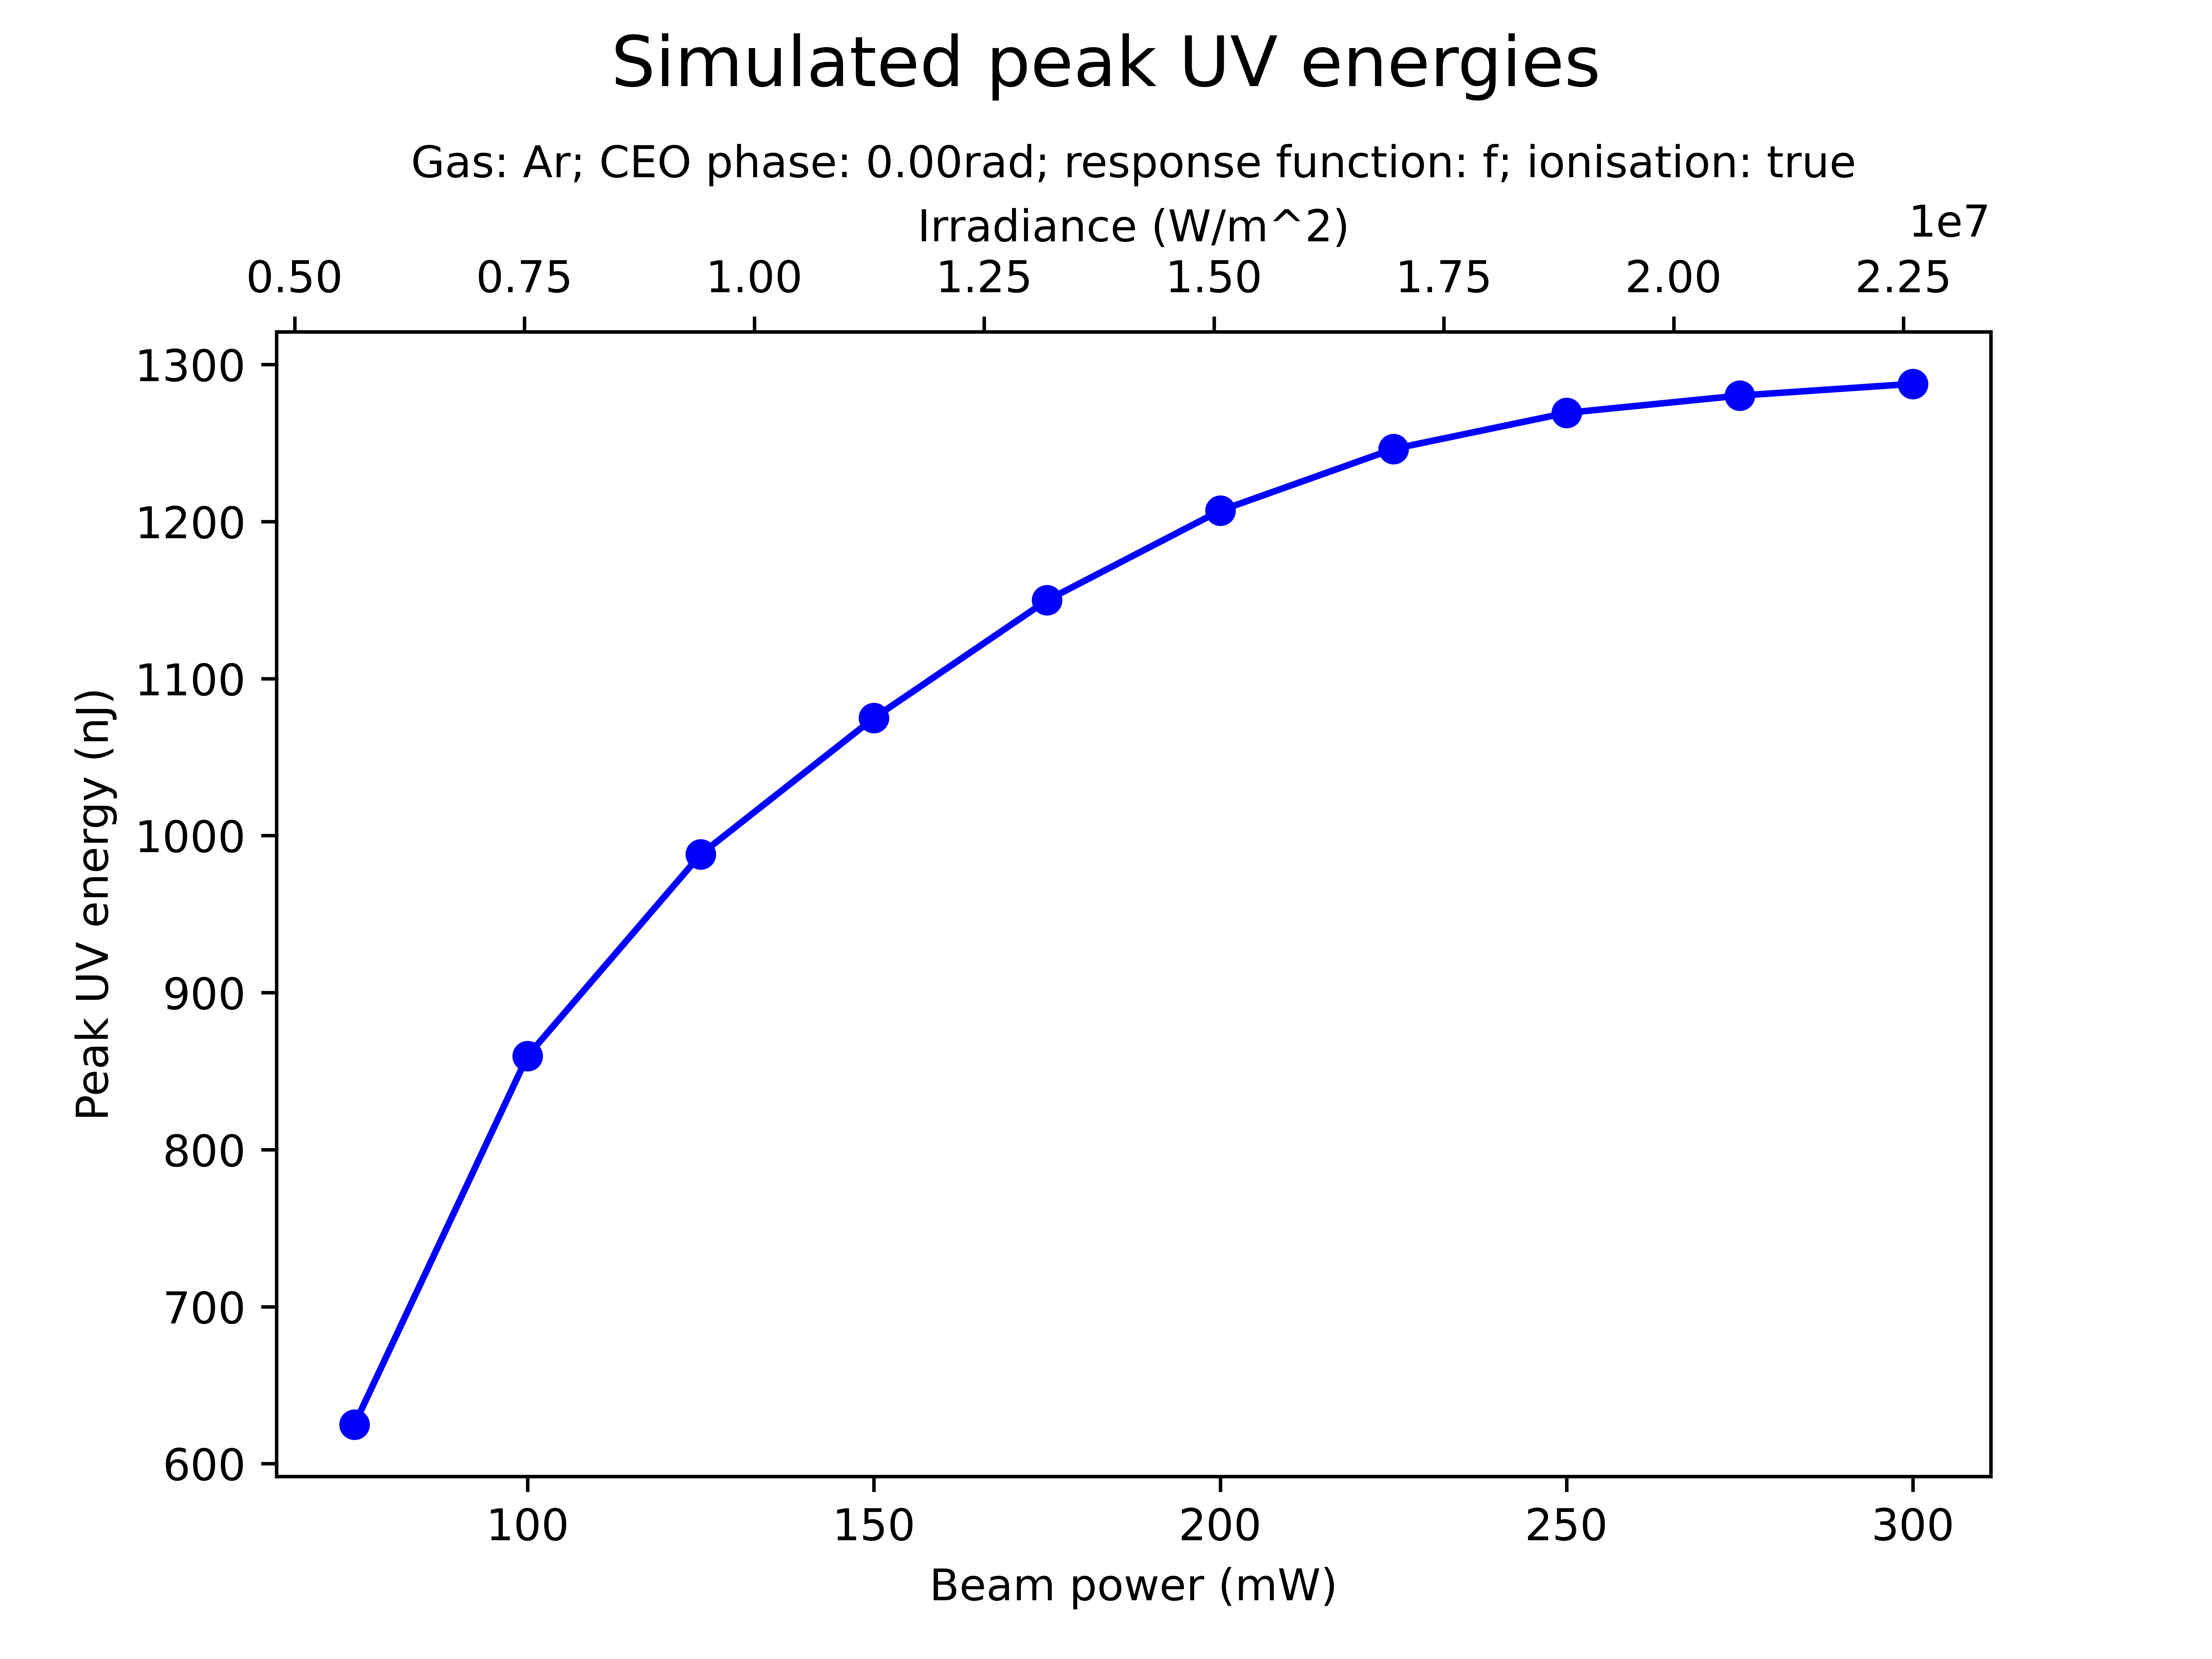 Simulated peak UV energies
Gas: Ar; CEO phase: 0.00rad; response function: f; ionisation: true
Irradiance (W/m^2)
1e7
0.50 0.75 1.00 1.25 1.50 1.75 2.00 2.25
1300
1200
1100
1000
900
800
700
600
Peak UV energy (nJ)
100 150 200 250 300
Beam power (mW)